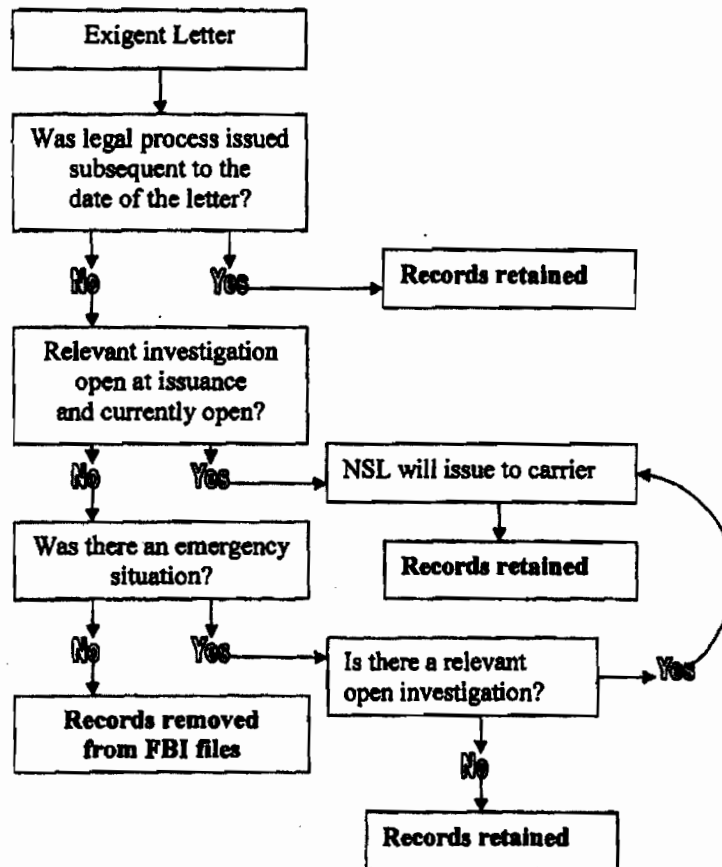 Exigent Letter
Was legal process issued
subsequent to the
date of the letter?
No
Yes
Records retained
Relevant investigation
open at issuance
and currently open?
No
Yes
NSL will issue to carrier
Records retained
Was there an emergency
situation?
No
Yes
Is there a relevant
open investigation?
Yes
Records removed
from FBI files
No
Records retained